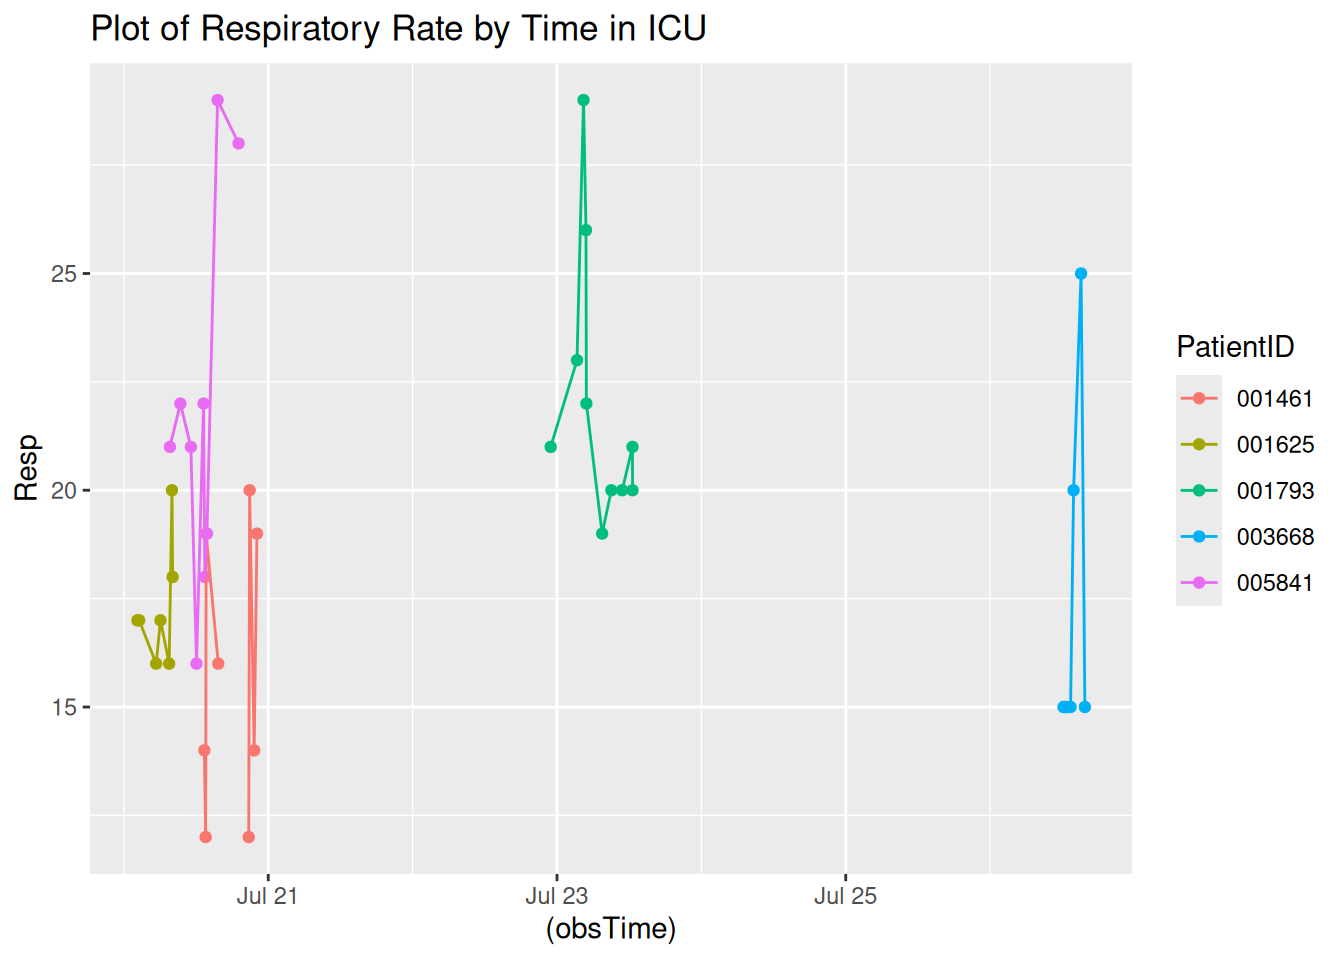 Plot of Respiratory Rate by Time in ICU
25
20
15
Resp
Jul 21 Jul 23 Jul 25
(obsTime)
PatientID
001461
001625
001793
003668
005841